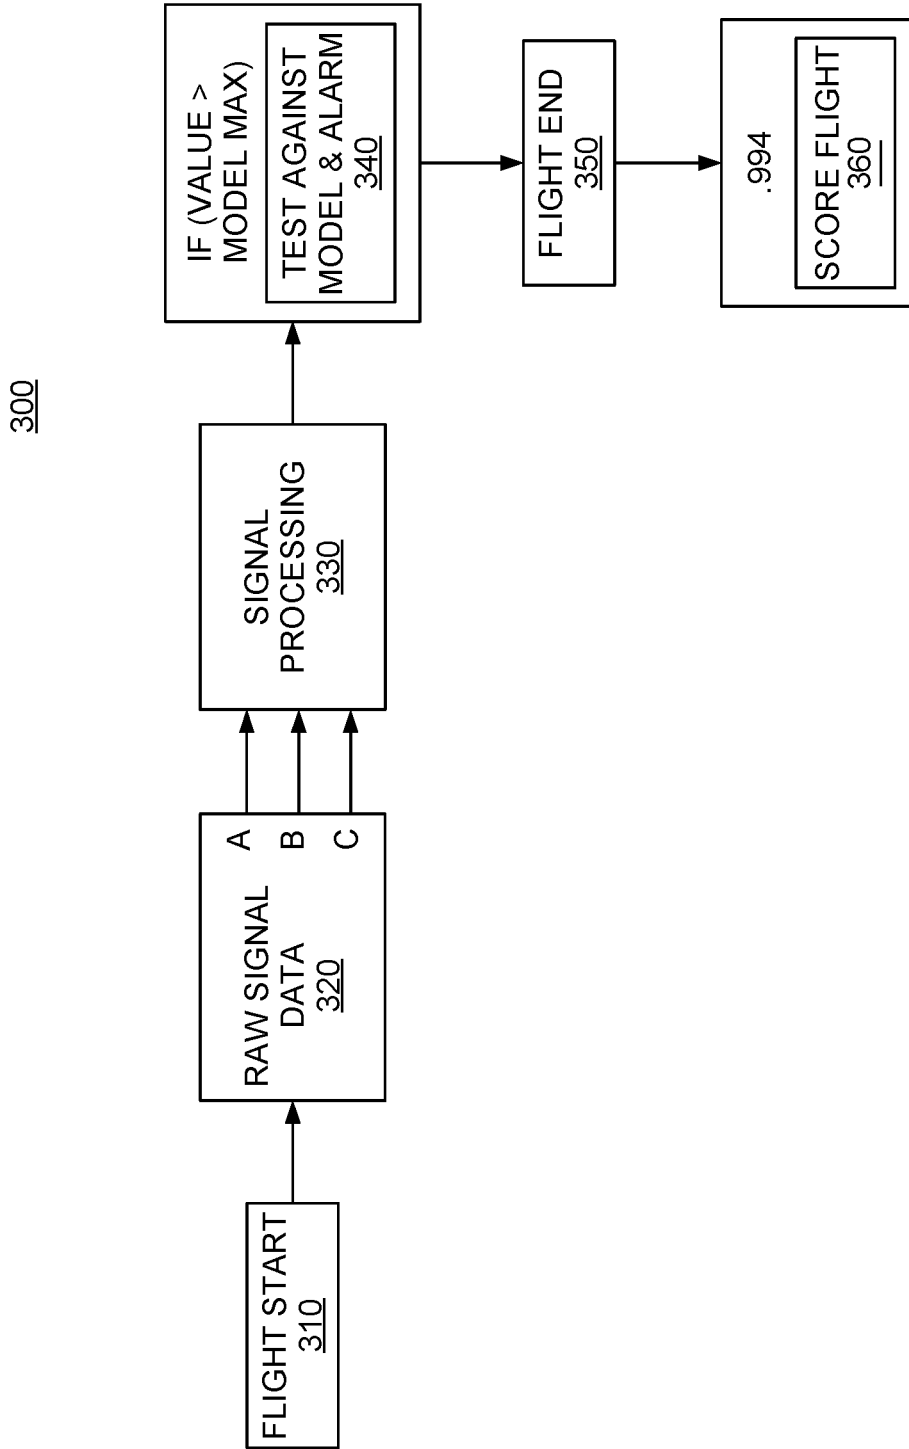 300
FLIGHT START
310
RAW SIGNAL
DATA
320
A
B
C
SIGNAL
PROCESSING
330
IF (VALUE >
MODEL MAX)
TEST AGAINST
MODEL & ALARM
340
FLIGHT END
350
.994
SCORE FLIGHT
360